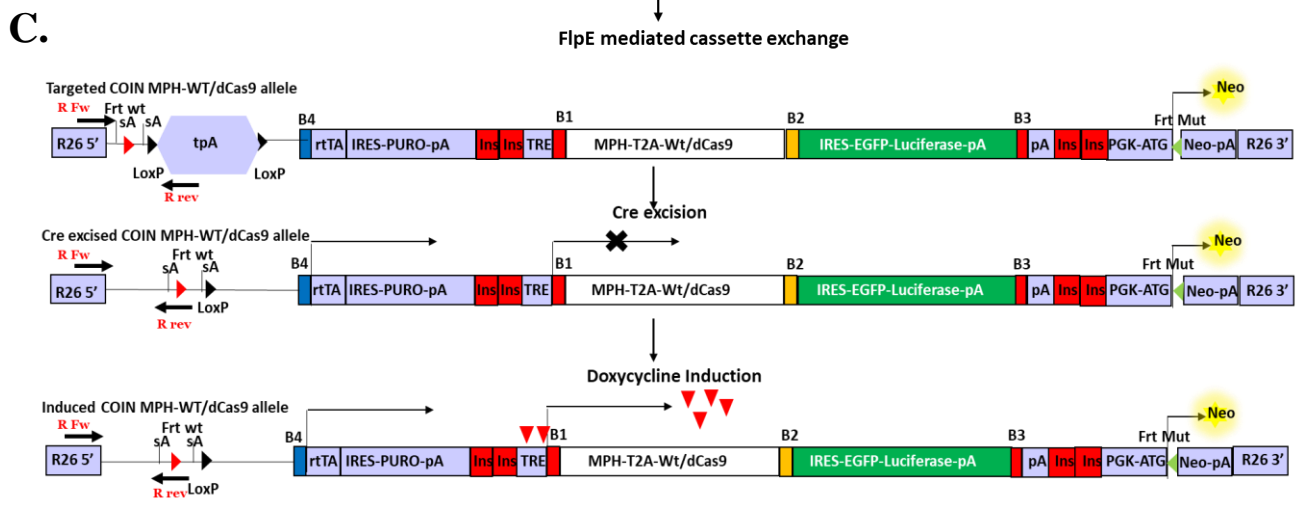 C.
FlpE mediated cassette exchange
Targeted COIN MPH-WT/dCas9 allele
Neo
R Fw
Frt wt
sA sA
B4
B1
B2
B3
Frt Mut
R26 5’
tpA
rtTA IRES-PURO-pA Ins Ins TRE MPH-T2A-Wt/dCas9 IRES-EGFP-Luciferase-pA pA Ins Ins PGK-ATG Neo-pA R26 3’
LoxP LoxP
R rev
Cre excision
Cre excised COIN MPH-WT/dCas9 allele
Neo
R Fw
Frt wt
sA sA
B4
B1
B2
B3
Frt Mut
R26 5’
rtTA IRES-PURO-pA Ins Ins TRE MPH-T2A-Wt/dCas9 IRES-EGFP-Luciferase-pA pA Ins Ins PGK-ATG Neo-pA R26 3’
LoxP
R rev
Doxycycline Induction
Induced COIN MPH-WT/dCas9 allele
Neo
R Fw
Frt wt
sA sA
B4
B1
B2
B3
Frt Mut
R26 5’
rtTA IRES-PURO-pA Ins Ins TRE MPH-T2A-Wt/dCas9 IRES-EGFP-Luciferase-pA pA Ins Ins PGK-ATG Neo-pA R26 3’
R rev LoxP